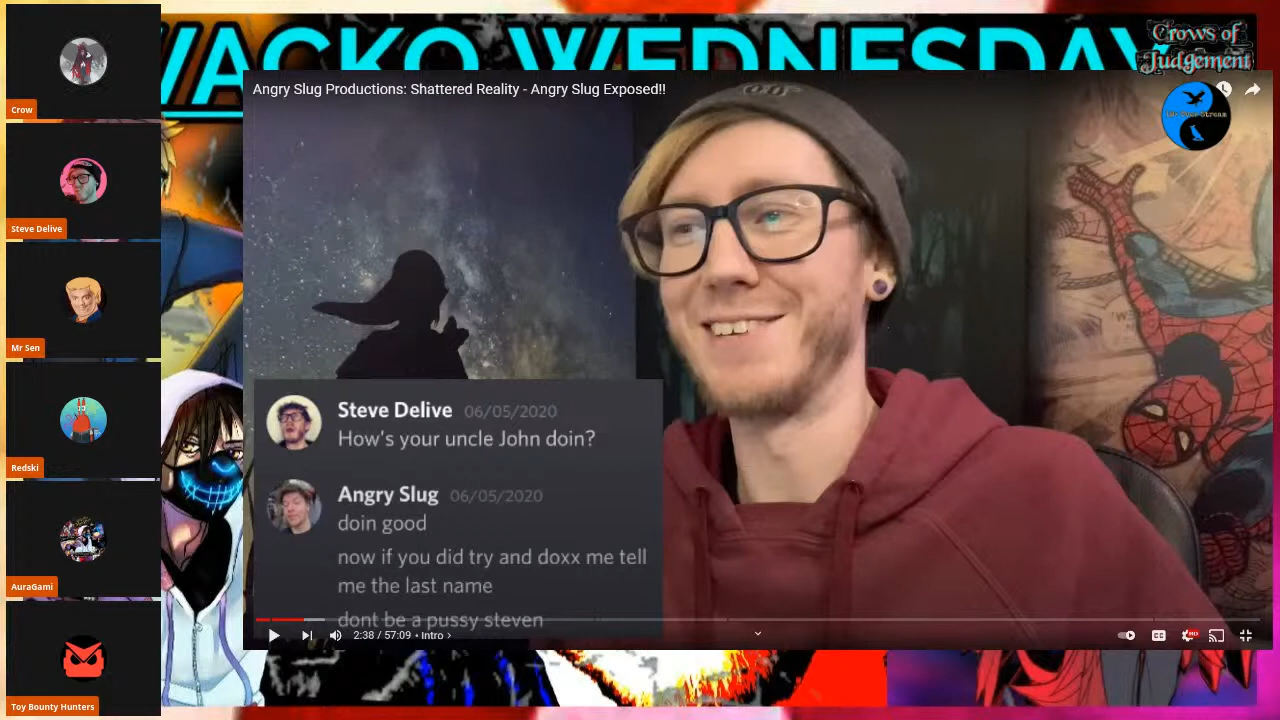 WACKO WEDNESDAY
Crows of
Judgement
Crow
Steve Delive
Mr Sen
Redski
AuraGami
Toy Bounty Hunters
Angry Slug Productions: Shattered Reality - Angry Slug Exposed!!
Steve Delive 06/05/2020
How's your uncle John doin?
Angry Slug 06/05/2020
doin good
now if you did try and doxx me tell
me the last name
dont be a pussy steven
2:38 / 57:09 • Intro ›
CC
HD